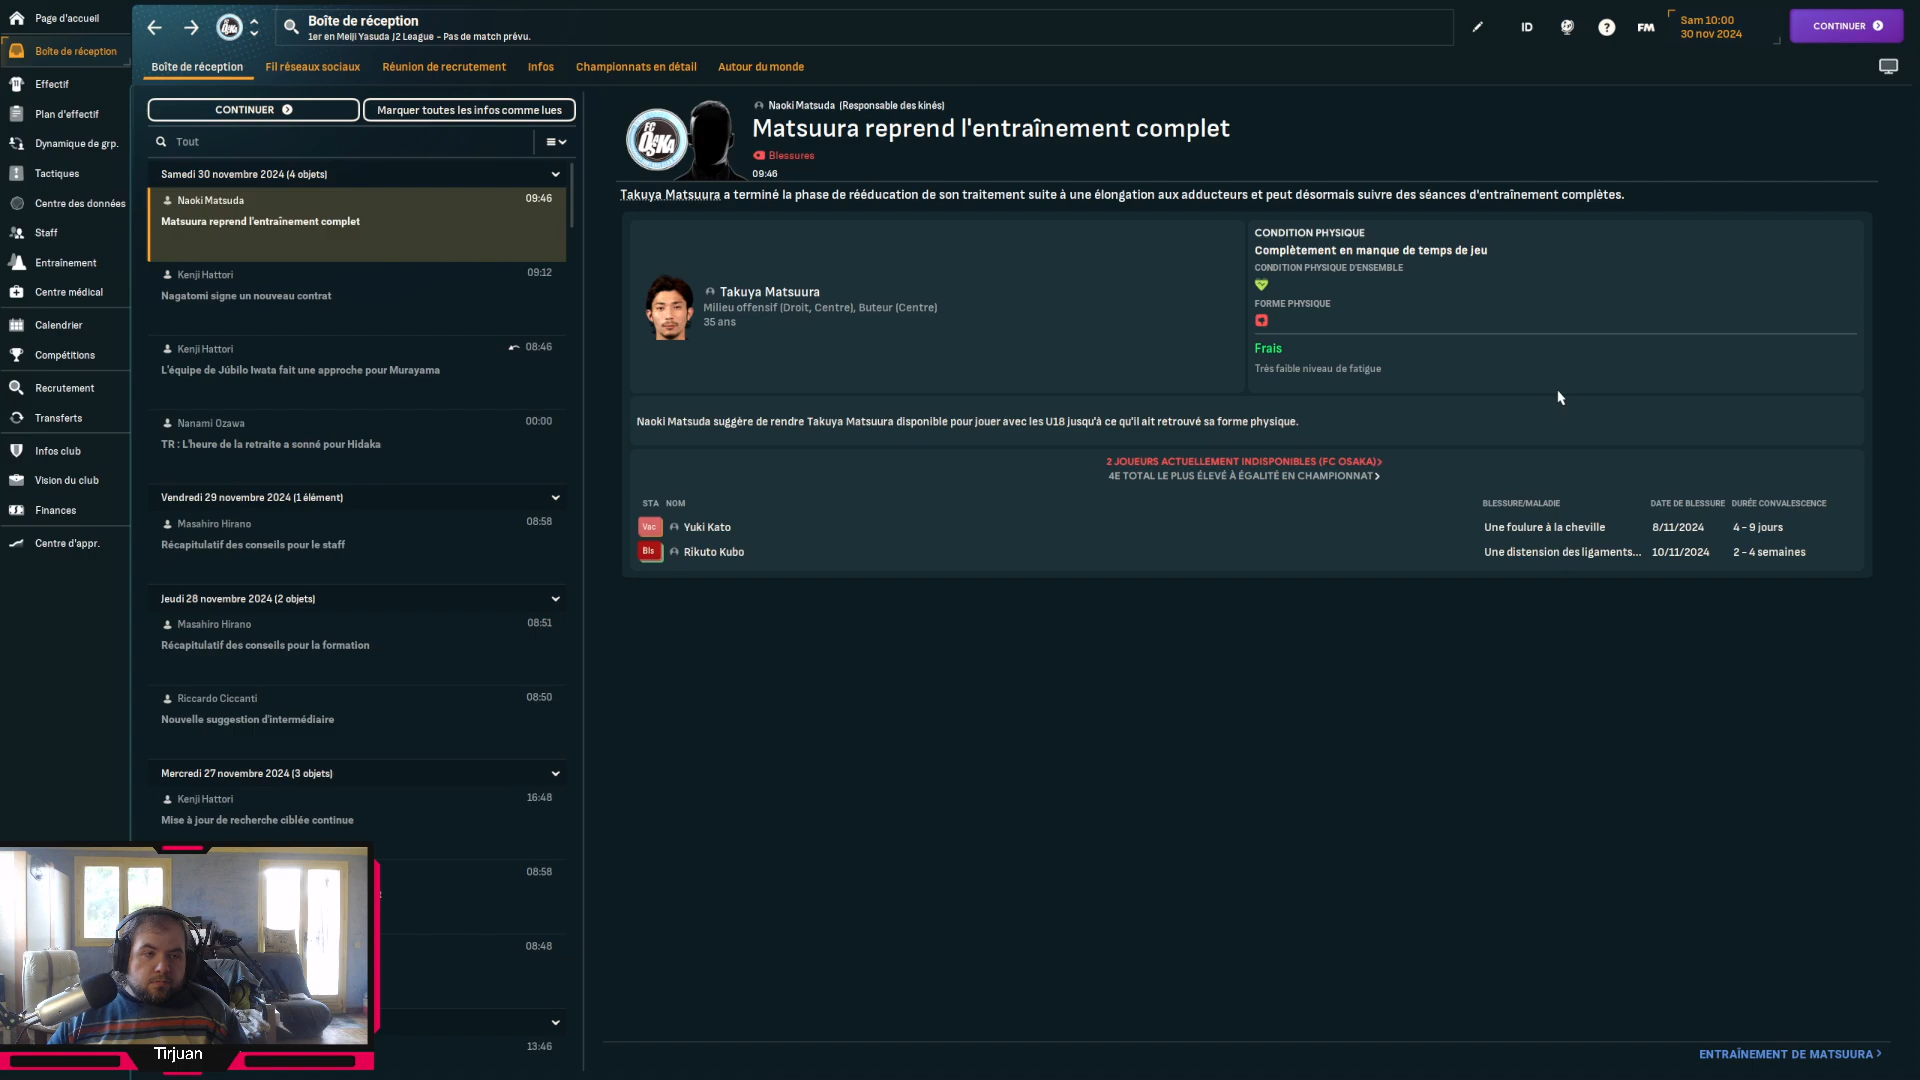 Page d'accueil
Boîte de réception
Effectif
Plan d'effectif
Dynamique de grp.
Tactiques
Centre des données
Staff
Entraînement
Centre médical
Calendrier
Compétitions
Recrutement
Transferts
Infos club
Vision du club
Finances
Centre d'appr.
Boîte de réception
1er en Meiji Yasuda J2 League - Pas de match prévu.
ID
FM
Sam 10:00
30 nov 2024
CONTINUER
Boîte de réception
Fil réseaux sociaux
Réunion de recrutement
Infos
Championnats en détail
Autour du monde
CONTINUER
Marquer toutes les infos comme lues
Tout
Samedi 30 novembre 2024 (4 objets)
Naoki Matsuda 09:46
Matsuura reprend l'entraînement complet
Kenji Hattori 09:12
Nagatomi signe un nouveau contrat
Kenji Hattori 08:46
L'équipe de Júbilo Iwata fait une approche pour Murayama
Nanami Ozawa 00:00
TR : L'heure de la retraite a sonné pour Hidaka
Vendredi 29 novembre 2024 (1 élément)
Masahiro Hirano 08:58
Récapitulatif des conseils pour le staff
Jeudi 28 novembre 2024 (2 objets)
Masahiro Hirano 08:51
Récapitulatif des conseils pour la formation
Riccardo Ciccanti 08:50
Nouvelle suggestion d'intermédiaire
Mercredi 27 novembre 2024 (3 objets)
Kenji Hattori 16:48
Mise à jour de recherche ciblée continue
08:58
08:48
13:46
Tirjuan
FC OSAKA
Naoki Matsuda (Responsable des kinés)
Matsuura reprend l'entraînement complet
Blessures
09:46
Takuya Matsuura a terminé la phase de rééducation de son traitement suite à une élongation aux adducteurs et peut désormais suivre des séances d'entraînement complètes.
Takuya Matsuura
Milieu offensif (Droit, Centre), Buteur (Centre)
35 ans
CONDITION PHYSIQUE
Complètement en manque de temps de jeu
CONDITION PHYSIQUE D'ENSEMBLE
FORME PHYSIQUE
Frais
Très faible niveau de fatigue
Naoki Matsuda suggère de rendre Takuya Matsuura disponible pour jouer avec les U18 jusqu'à ce qu'il ait retrouvé sa forme physique.
2 JOUEURS ACTUELLEMENT INDISPONIBLES (FC OSAKA)
4E TOTAL LE PLUS ÉLEVÉ À ÉGALITÉ EN CHAMPIONNAT
STA NOM BLESSURE/MALADIE DATE DE BLESSURE DURÉE CONVALESCENCE
Vac Yuki Kato Une foulure à la cheville 8/11/2024 4 - 9 jours
Bls Rikuto Kubo Une distension des ligaments... 10/11/2024 2 - 4 semaines
ENTRAÎNEMENT DE MATSUURA